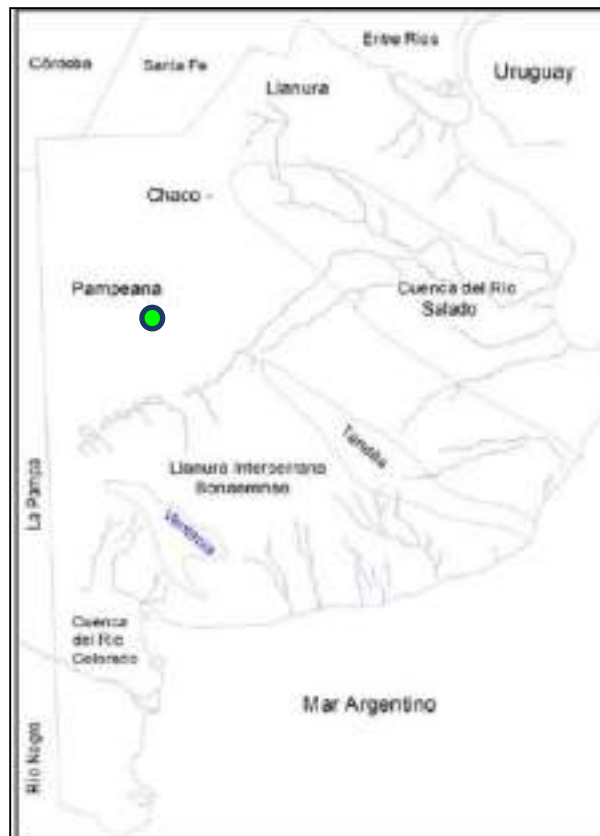 Entre Rios
Córdoba
Santa Fe
Uruguay
Llanura
Chaco -
Pampeana
Cuenca del Río
Salado
Tandilia
Llanura Interserrana
Bonaerense
Ventania
La Pampa
Cuenca
del Río
Colorado
Mar Argentino
Río Negro